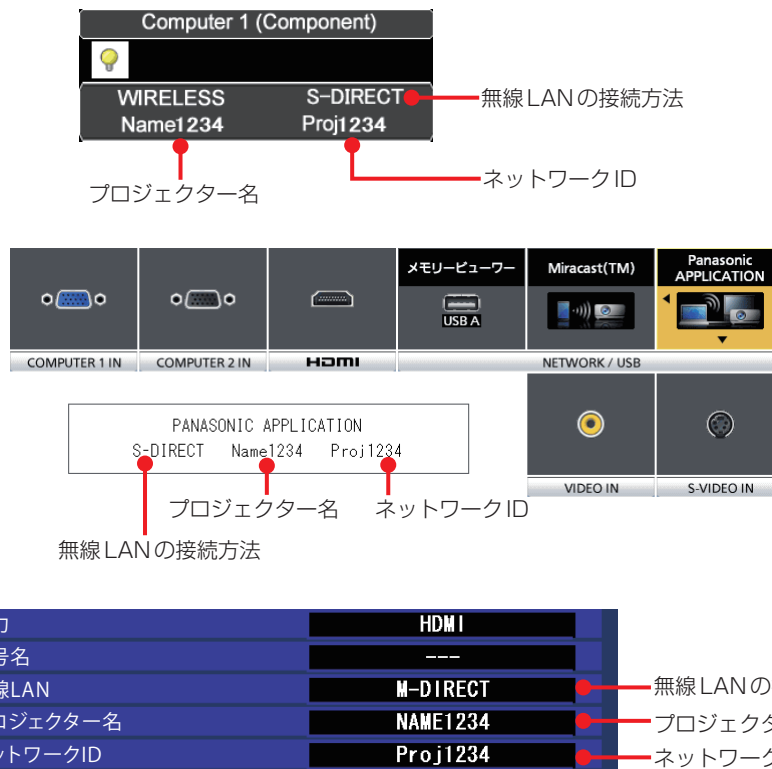 Computer 1 (Component)
WIRELESS S-DIRECT
Name1234 Proj1234
無線LANの接続方法
ネットワークID
プロジェクター名
メモリービューワー Miracast(TM) Panasonic APPLICATION
USB A
COMPUTER 1 IN COMPUTER 2 IN HDMI NETWORK / USB
PANASONIC APPLICATION
S-DIRECT Name1234 Proj1234
VIDEO IN S-VIDEO IN
プロジェクター名 ネットワークID
無線LANの接続方法
HDMI
号名 ---
線LAN M-DIRECT 無線LANの
ロジェクター名 NAME1234 プロジェクタ
ットワークID Proj1234 ネットワーク